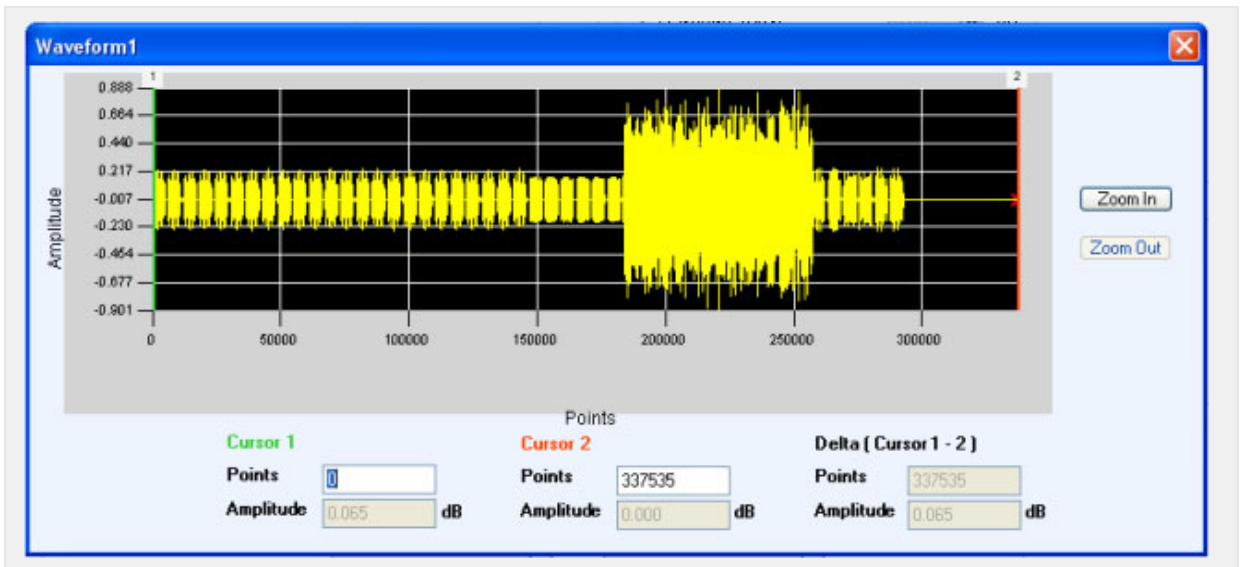 Waveform1
1
2
0.888
0.664
0.440
0.217
-0.007
-0.230
-0.454
-0.677
-0.901
Amplitude
0 50000 100000 150000 200000 250000 300000
Points
Zoom In
Zoom Out
Cursor 1 Cursor 2 Delta ( Cursor 1 - 2 )
Points 0 Points 337535 Points 337535
Amplitude 0.065 dB Amplitude 0.000 dB Amplitude 0.065 dB